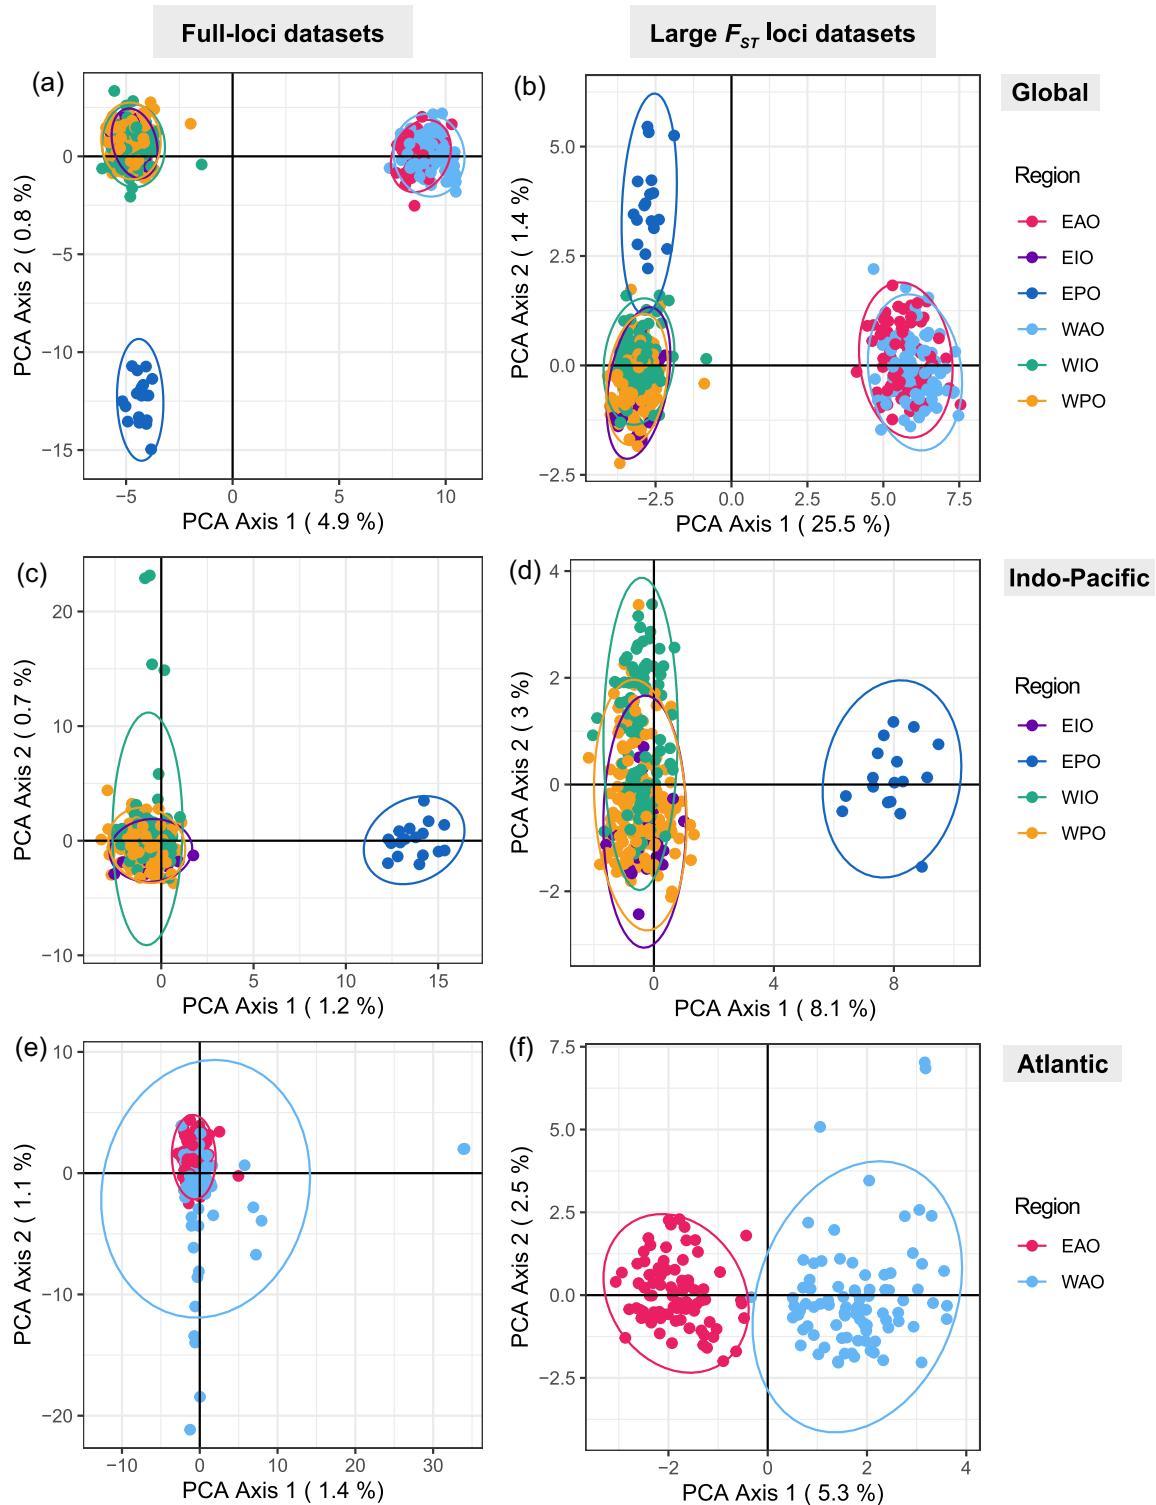 Full-loci datasets
Large FST loci datasets
(a)
0
−5
−10
−15
PCA Axis 2 ( 0.8 %)
−5
0
5
10
PCA Axis 1 ( 4.9 %)
(b)
5.0
2.5
0.0
−2.5
PCA Axis 2 ( 1.4 %)
−2.5
0.0
2.5
5.0
7.5
PCA Axis 1 ( 25.5 %)
Global
Region
EAO
EIO
EPO
WAO
WIO
WPO
(c)
20
10
0
−10
PCA Axis 2 ( 0.7 %)
0
5
10
15
PCA Axis 1 ( 1.2 %)
(d)
4
2
0
−2
PCA Axis 2 ( 3 %)
0
4
8
PCA Axis 1 ( 8.1 %)
Indo-Pacific
Region
EIO
EPO
WIO
WPO
(e)
10
0
−10
−20
PCA Axis 2 ( 1.1 %)
−10
0
10
20
30
PCA Axis 1 ( 1.4 %)
(f)
7.5
5.0
2.5
0.0
−2.5
PCA Axis 2 ( 2.5 %)
−2
0
2
4
PCA Axis 1 ( 5.3 %)
Atlantic
Region
EAO
WAO